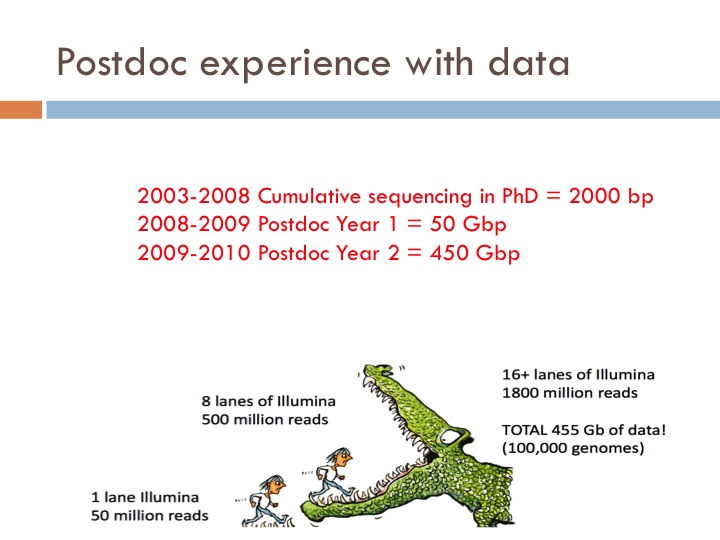 Postdoc experience with data
2003-2008 Cumulative sequencing in PhD = 2000 bp
2008-2009 Postdoc Year 1 = 50 Gbp
2009-2010 Postdoc Year 2 = 450 Gbp
16+ lanes of Illumina
1800 million reads
TOTAL 455 Gb of data!
(100,000 genomes)
8 lanes of Illumina
500 million reads
1 lane Illumina
50 million reads